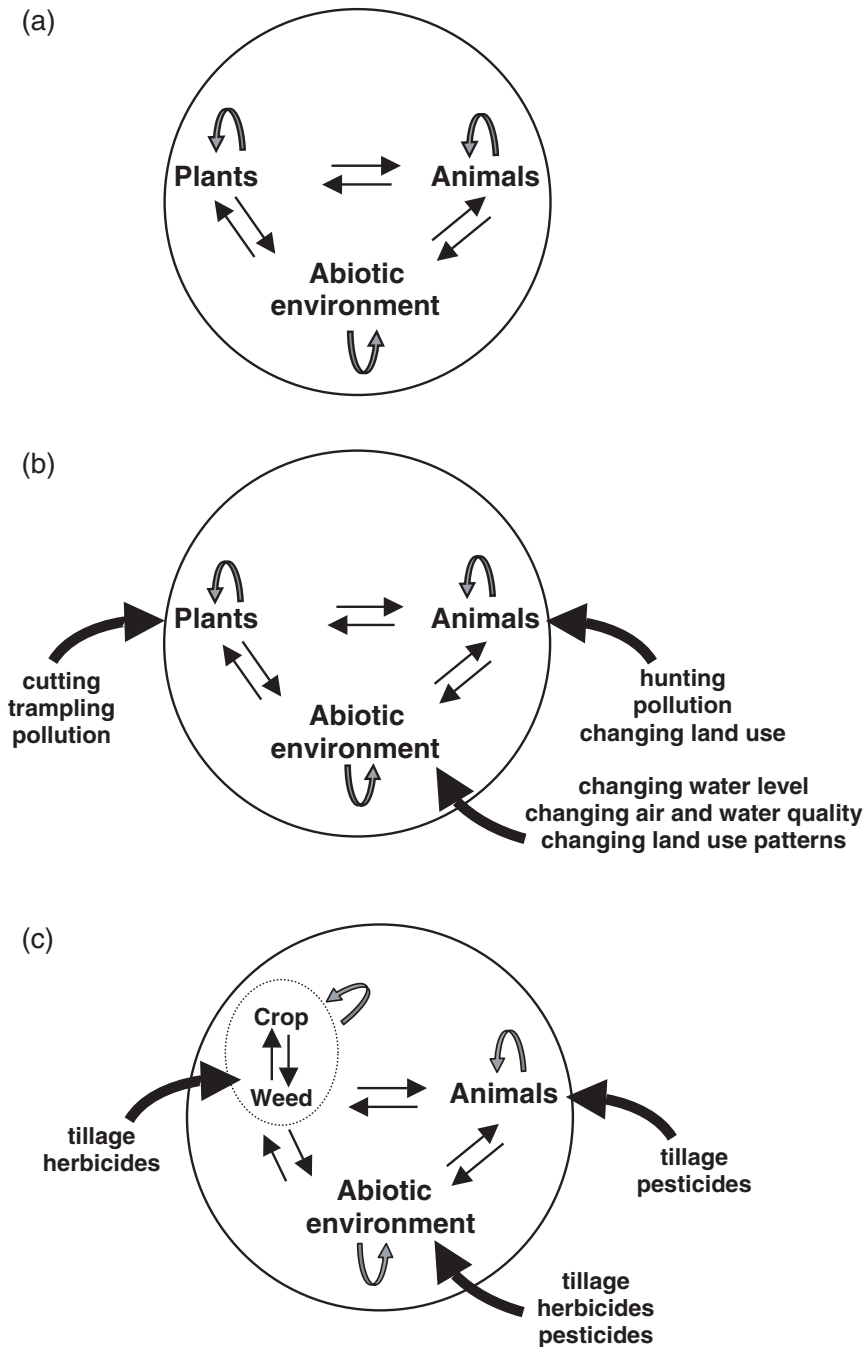 (a)
Plants
Animals
Abiotic
environment
(b)
Plants
Animals
cutting
trampling
pollution
hunting
pollution
changing land use
Abiotic
environment
changing water level
changing air and water quality
changing land use patterns
(c)
Crop
Weed
Animals
tillage
herbicides
tillage
pesticides
Abiotic
environment
tillage
herbicides
pesticides